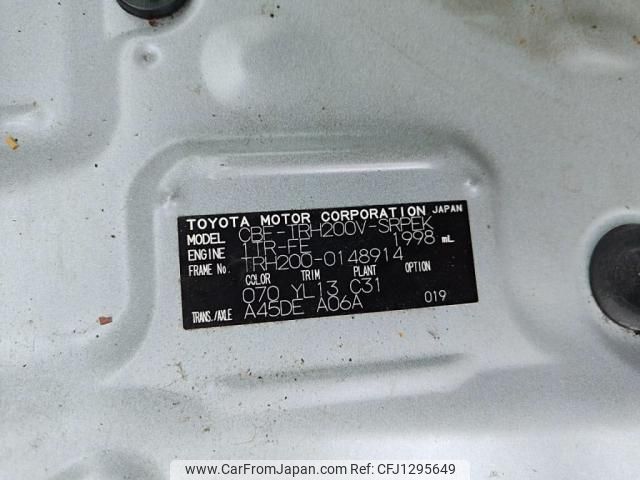 TOYOTA MOTOR CORPORATION JAPAN
MODEL CBF-TRH200V-SRPEK
ENGINE 1TR-FE 1998 mL
FRAME No. TRH200-0148914
COLOR TRIM PLANT OPTION
070 YL13 C31
TRANS./AXLE A45DE A06A 019
www.CarFromJapan.com | Ref:CFJ1295649